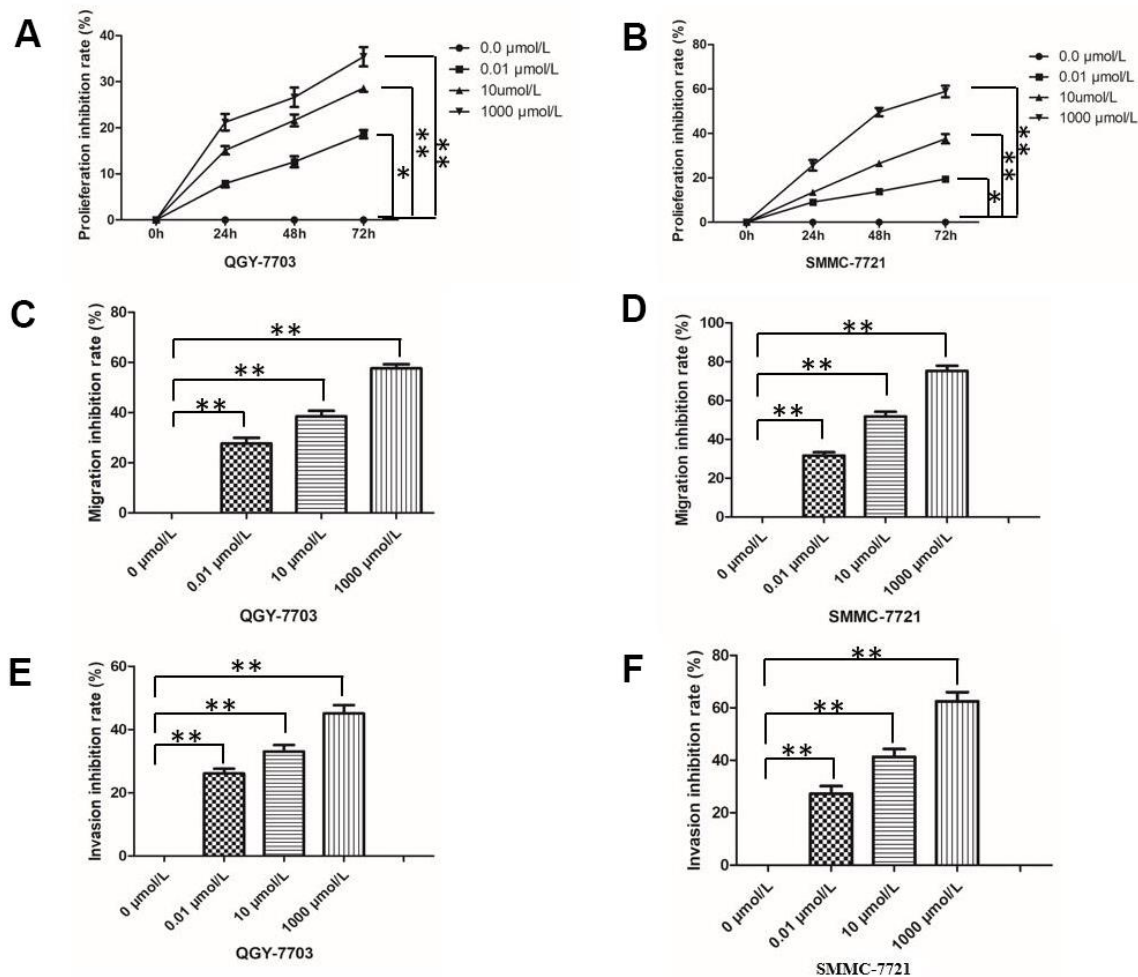 A
Prolieferation inhibition rate (%)
40
30
20
10
0
0h 24h 48h 72h
QGY-7703
0.0 µmol/L
0.01 µmol/L
10umol/L
1000 µmol/L
*
**
**
B
Prolieferation inhibition rate (%)
80
60
40
20
0
0h 24h 48h 72h
SMMC-7721
0.0 µmol/L
0.01 µmol/L
10umol/L
1000 µmol/L
*
**
**
C
Migration inhibition rate (%)
80
60
40
20
0
**
**
**
0 µmol/L 0.01 µmol/L 10 µmol/L 1000 µmol/L
QGY-7703
D
Migration inhibition rate (%)
100
80
60
40
20
0
**
**
**
0 µmol/L 0.01 µmol/L 10 µmol/L 1000 µmol/L
SMMC-7721
E
Invasion inhibition rate (%)
60
40
20
0
**
**
**
0 µmol/L 0.01 µmol/L 10 µmol/L 1000 µmol/L
QGY-7703
F
Invasion inhibition rate (%)
80
60
40
20
0
**
**
**
0 µmol/L 0.01 µmol/L 10 µmol/L 1000 µmol/L
SMMC-7721